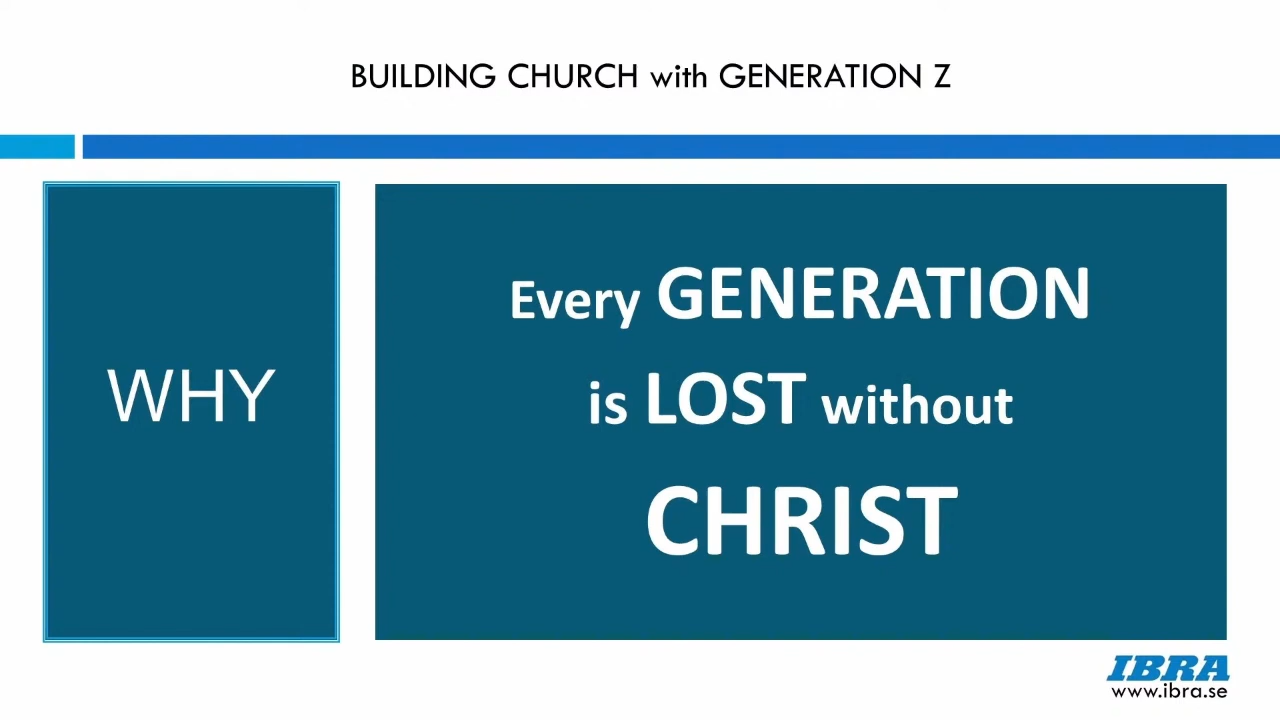 BUILDING CHURCH with GENERATION Z
WHY
Every GENERATION
is LOST without
CHRIST
IBRA
www.ibra.se